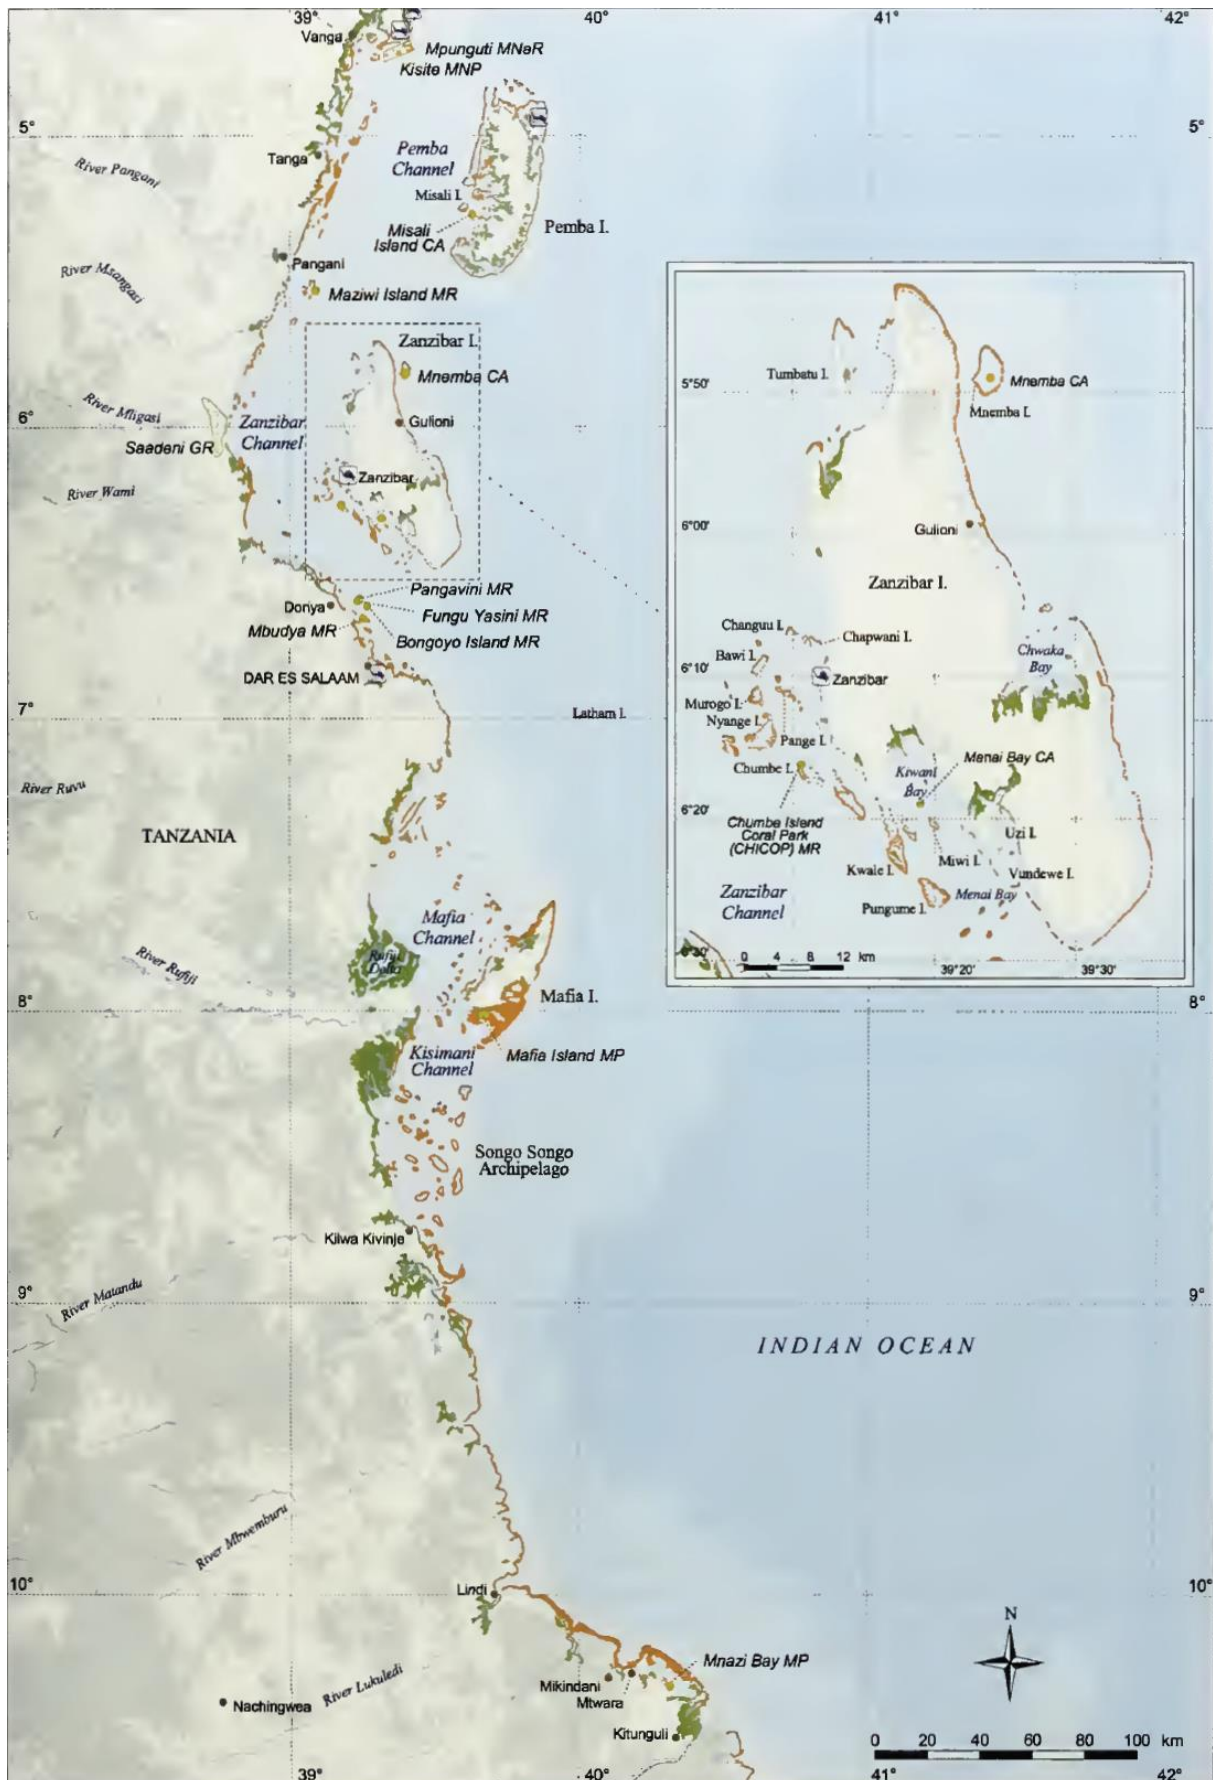 39°
40°
41°
42°
Vanga
Mpunguti MNeR
Kisite MNP
5°
5°
River Pangani
Tanga
Pemba
Channel
Misali I.
Misali
Island CA
Pemba I.
River Msangasi
Pangani
Maziwi Island MR
Zanzibar I.
Mnemba CA
River Mligasi
6°
Zanzibar
Channel
Gulioni
Saadeni GR
Zanzibar
River Wami
Pangavini MR
Donya
Fungu Yasini MR
Mbudya MR
Bongoyo Island MR
DAR ES SALAAM
7°
Latham I.
River Ruvu
TANZANIA
Mafia
Channel
Rufiji
Delta
River Rufiji
Mafia I.
8°
8°
Kisimani
Channel
Mafia Island MP
Songo Songo
Archipelago
Kilwa Kivinje
River Matandu
9°
9°
INDIAN OCEAN
River Mbwemburu
10°
10°
Lindi
N
Mnazi Bay MP
Mikindani
Mtwara
River Lukuledi
Nachingwea
Kitunguli
0 20 40 60 80 100 km
39°
40°
41°
42°
Tumbatu I.
5°50'
Mnemba CA
Mnemba I.
6°00'
Gulioni
Zanzibar I.
Changuu I.
Chapwani I.
Bawi I.
Chwaka
Bay
6°10'
Zanzibar
Murogo I.
Nyange I.
Pange I.
Menai Bay CA
Chumbe I.
Kiwani
Bay
6°20'
Chumbe Island
Coral Park
(CHICOP) MR
Uzi I.
Kwale I.
Miwi I.
Vundewe I.
Zanzibar
Channel
Pungume I.
Menai Bay
6°30'
0 4 8 12 km
39°20'
39°30'